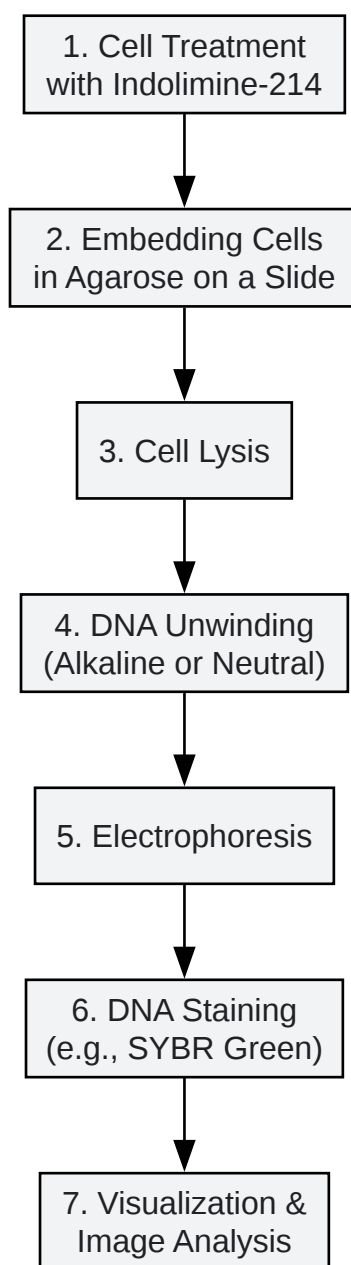 1. Cell Treatment
with Indolimine-214
2. Embedding Cells
in Agarose on a Slide
3. Cell Lysis
4. DNA Unwinding
(Alkaline or Neutral)
5. Electrophoresis
6. DNA Staining
(e.g., SYBR Green)
7. Visualization &
Image Analysis